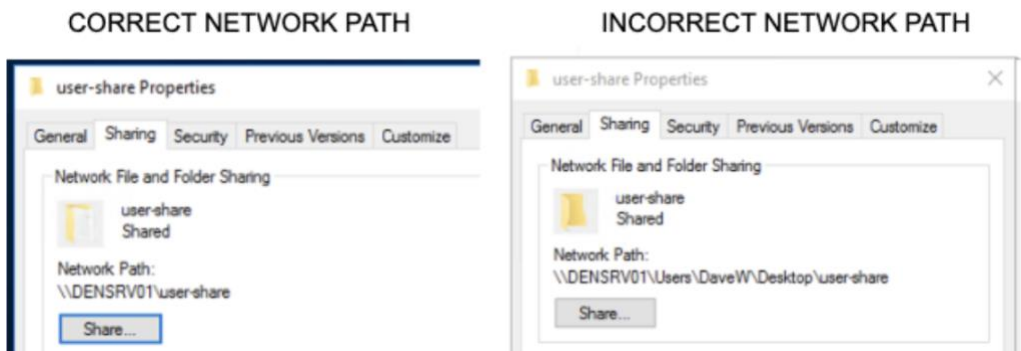 CORRECT NETWORK PATH
user-share Properties
General Sharing Security Previous Versions Customize
Network File and Folder Sharing
user-share
Shared
Network Path:
\\DENSRV01\user-share
Share...
INCORRECT NETWORK PATH
user-share Properties
General Sharing Security Previous Versions Customize
Network File and Folder Sharing
user-share
Shared
Network Path:
\\DENSRV01\Users\DaveW\Desktop\user-share
Share...